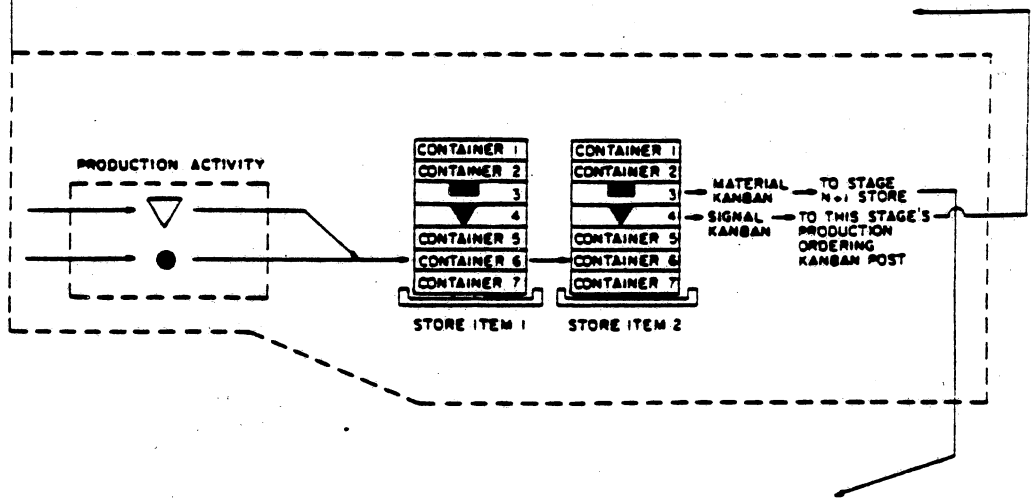 PRODUCTION ACTIVITY
CONTAINER 1
CONTAINER 2
3
4
CONTAINER 5
CONTAINER 6
CONTAINER 7
STORE ITEM 1
CONTAINER 1
CONTAINER 2
3
4
CONTAINER 5
CONTAINER 6
CONTAINER 7
STORE ITEM 2
MATERIAL
KANBAN
TO STAGE
N+1 STORE
SIGNAL
KANBAN
TO THIS STAGE'S
PRODUCTION
ORDERING
KANBAN POST